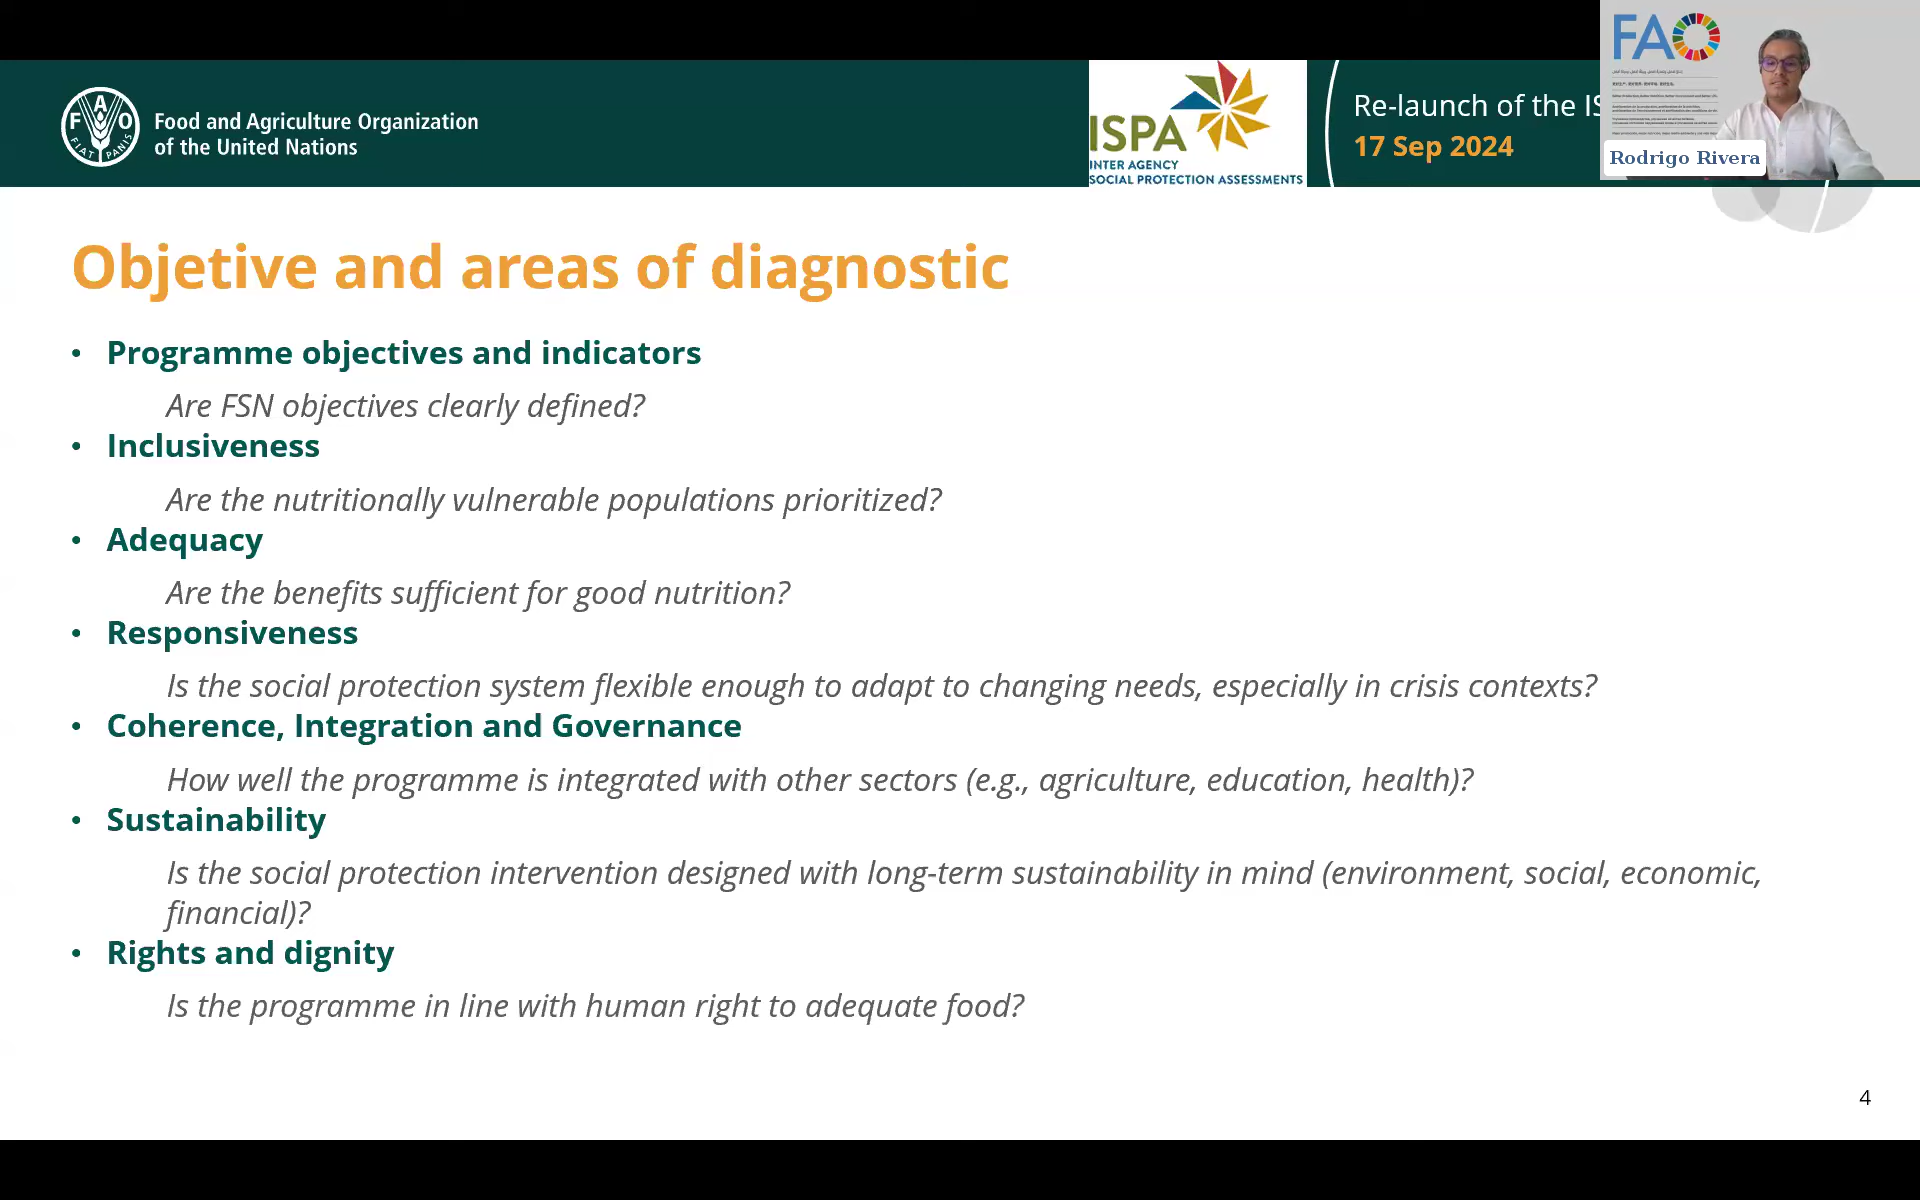 Food and Agriculture Organization
of the United Nations
FAO
FIAT PANIS
ISPA
INTER AGENCY
SOCIAL PROTECTION ASSESSMENTS
Re-launch of the IS
17 Sep 2024
FAO
Rodrigo Rivera
Objetive and areas of diagnostic
• Programme objectives and indicators
Are FSN objectives clearly defined?
• Inclusiveness
Are the nutritionally vulnerable populations prioritized?
• Adequacy
Are the benefits sufficient for good nutrition?
• Responsiveness
Is the social protection system flexible enough to adapt to changing needs, especially in crisis contexts?
• Coherence, Integration and Governance
How well the programme is integrated with other sectors (e.g., agriculture, education, health)?
• Sustainability
Is the social protection intervention designed with long-term sustainability in mind (environment, social, economic,
financial)?
• Rights and dignity
Is the programme in line with human right to adequate food?
4